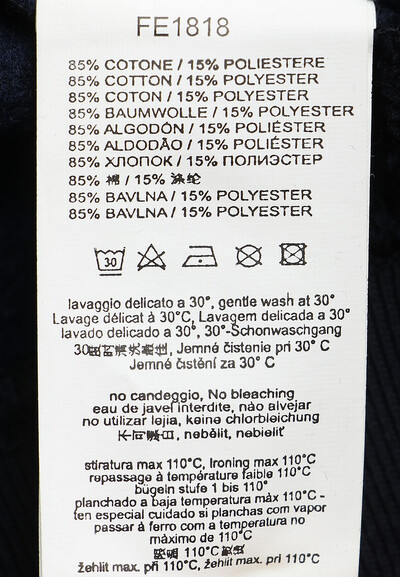 FE1818
85% COTONE / 15% POLIESTERE
85% COTTON / 15% POLYESTER
85% COTON / 15% POLYESTER
85% BAUMWOLLE / 15% POLYESTER
85% ALGODÓN / 15% POLIÉSTER
85% ALGODÃO / 15% POLIÉSTER
85% ХЛОПОК / 15% ПОЛИЭСТЕР
85% 棉 / 15% 涤纶
85% BAVLNA / 15% POLYESTER
85% BAVLNA / 15% POLYESTER
30
lavaggio delicato a 30°, gentle wash at 30°
Lavage délicat à 30°C, Lavagem delicada a 30°
lavado delicado a 30°, 30°-Schonwaschgang
30, Jemné čistenie pri 30° C
Jemné čistění za 30° C
no candeggio, No bleaching
eau de javel interdite, não alvejar
no utilizar lejia, keine chlorbleichung
nebělit, nebieliť
stiratura max 110°C, Ironing max 110°C
repassage à température faible 110°C
bügeln stufe 1 bis 110°
planchado a baja temperatura máx 110°C -
ten especial cuidado si planchas con vapor
passar à ferro com a temperatura no
máximo de 110°C
110°C
žehlit max. při 110°C, žehliť max. pri 110°C